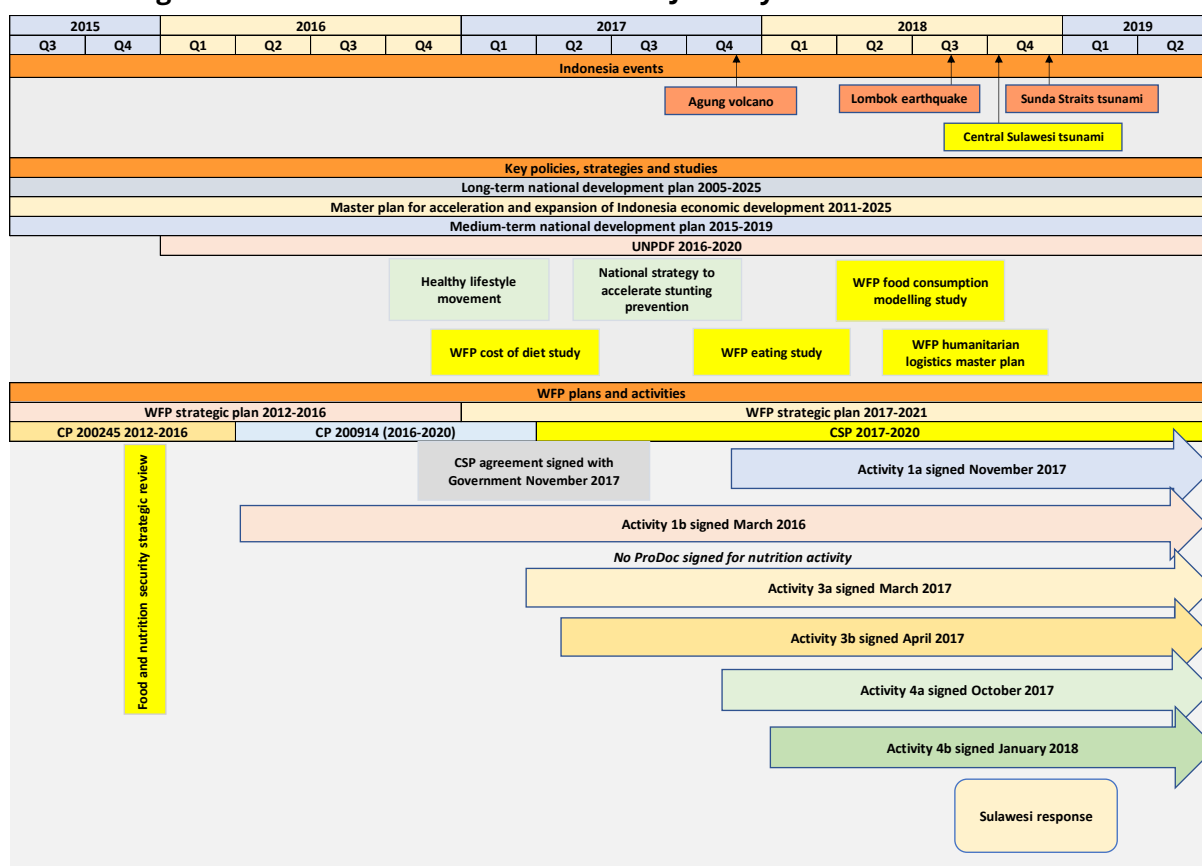 2015 2016 2017 2018 2019
Q3 Q4 Q1 Q2 Q3 Q4 Q1 Q2 Q3 Q4 Q1 Q2 Q3 Q4 Q1 Q2
Indonesia events
Agung volcano Lombok earthquake Sunda Straits tsunami
Central Sulawesi tsunami
Key policies, strategies and studies
Long-term national development plan 2005-2025
Master plan for acceleration and expansion of Indonesia economic development 2011-2025
Medium-term national development plan 2015-2019
UNPDF 2016-2020
Healthy lifestyle
movement
National strategy to
accelerate stunting
prevention
WFP food consumption
modelling study
WFP cost of diet study
WFP eating study
WFP humanitarian
logistics master plan
WFP plans and activities
WFP strategic plan 2012-2016 WFP strategic plan 2017-2021
CP 200245 2012-2016 CP 200914 (2016-2020) CSP 2017-2020
Food and nutrition security strategic review
CSP agreement signed with
Government November 2017
Activity 1a signed November 2017
Activity 1b signed March 2016
No ProDoc signed for nutrition activity
Activity 3a signed March 2017
Activity 3b signed April 2017
Activity 4a signed October 2017
Activity 4b signed January 2018
Sulawesi response